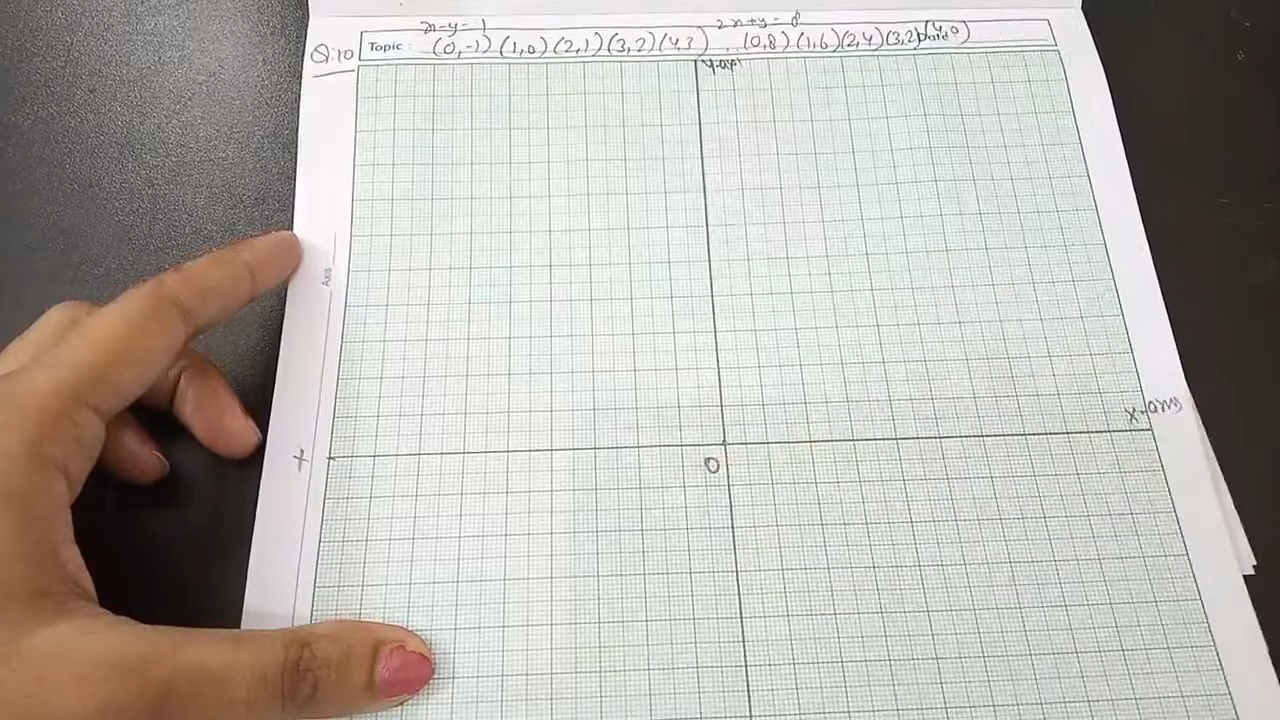 x-y=1 2x+y=8
Q.10 Topic: (0,-1) (1,0) (2,1) (3,2) (4,3) (0,8) (1,6) (2,4) (3,2) (4,0)
Y-axi
Axis
X-axis
X
O